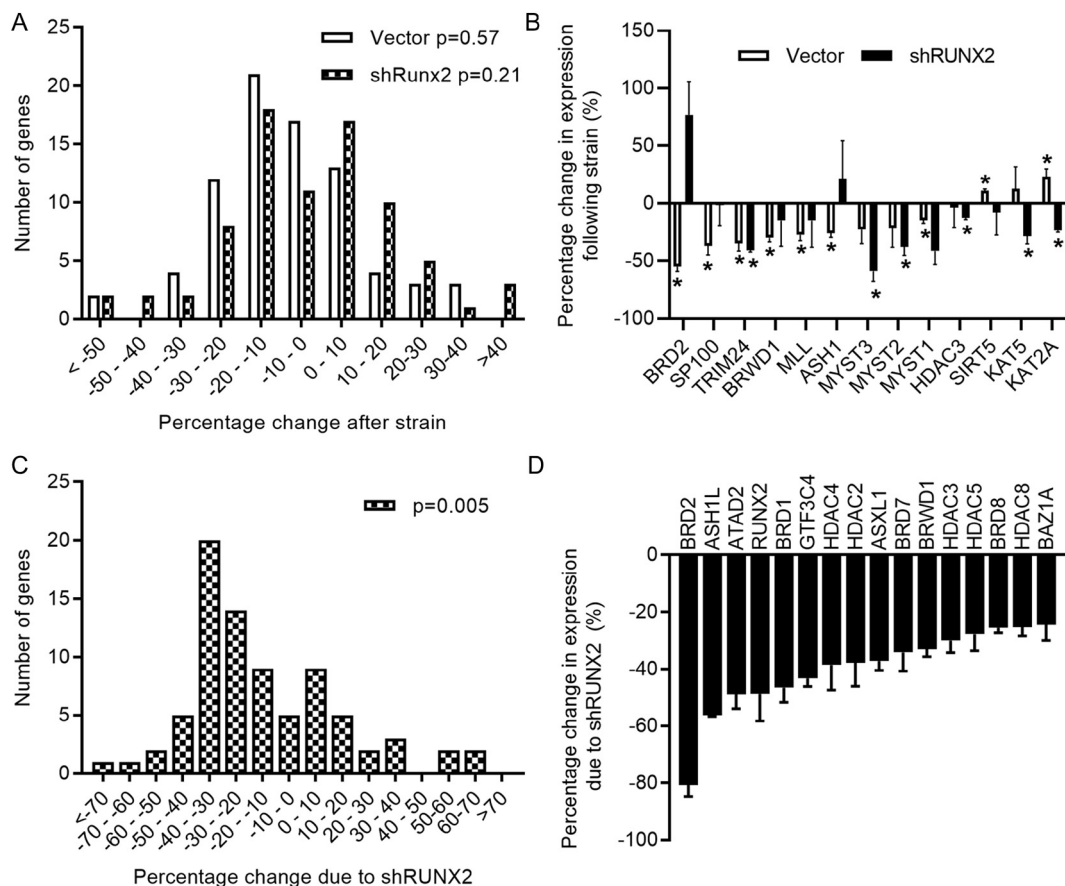 A
25
20
15
10
5
0
Number of genes
Vector p=0.57
shRunx2 p=0.21
< -50
-50 - -40
-40 - -30
-30 - -20
-20 - -10
-10 - 0
0 - 10
10 - 20
20-30
30-40
>40
Percentage change after strain
B
150
100
50
0
-50
-100
Percentage change in expression
following strain (%)
Vector
shRUNX2
*
*
*
*
*
*
*
*
*
*
*
*
*
*
BRD2
SP100
TRIM24
BRWD1
MLL
ASH1
MYST3
MYST2
MYST1
HDAC3
SIRT5
KAT5
KAT2A
C
25
20
15
10
5
0
Number of genes
p=0.005
<-70
-70 - -60
-60 - -50
-50 - -40
-40 - -30
-30 - -20
-20 - -10
-10 - 0
0 - 10
10 - 20
20 - 30
30 - 40
40 - 50
50-60
60-70
>70
Percentage change due to shRUNX2
D
BRD2
ASH1L
ATAD2
RUNX2
BRD1
GTF3C4
HDAC4
HDAC2
ASXL1
BRD7
BRWD1
HDAC3
HDAC5
BRD8
HDAC8
BAZ1A
0
-20
-40
-60
-80
-100
Percentage change in expression
due to shRUNX2 (%)